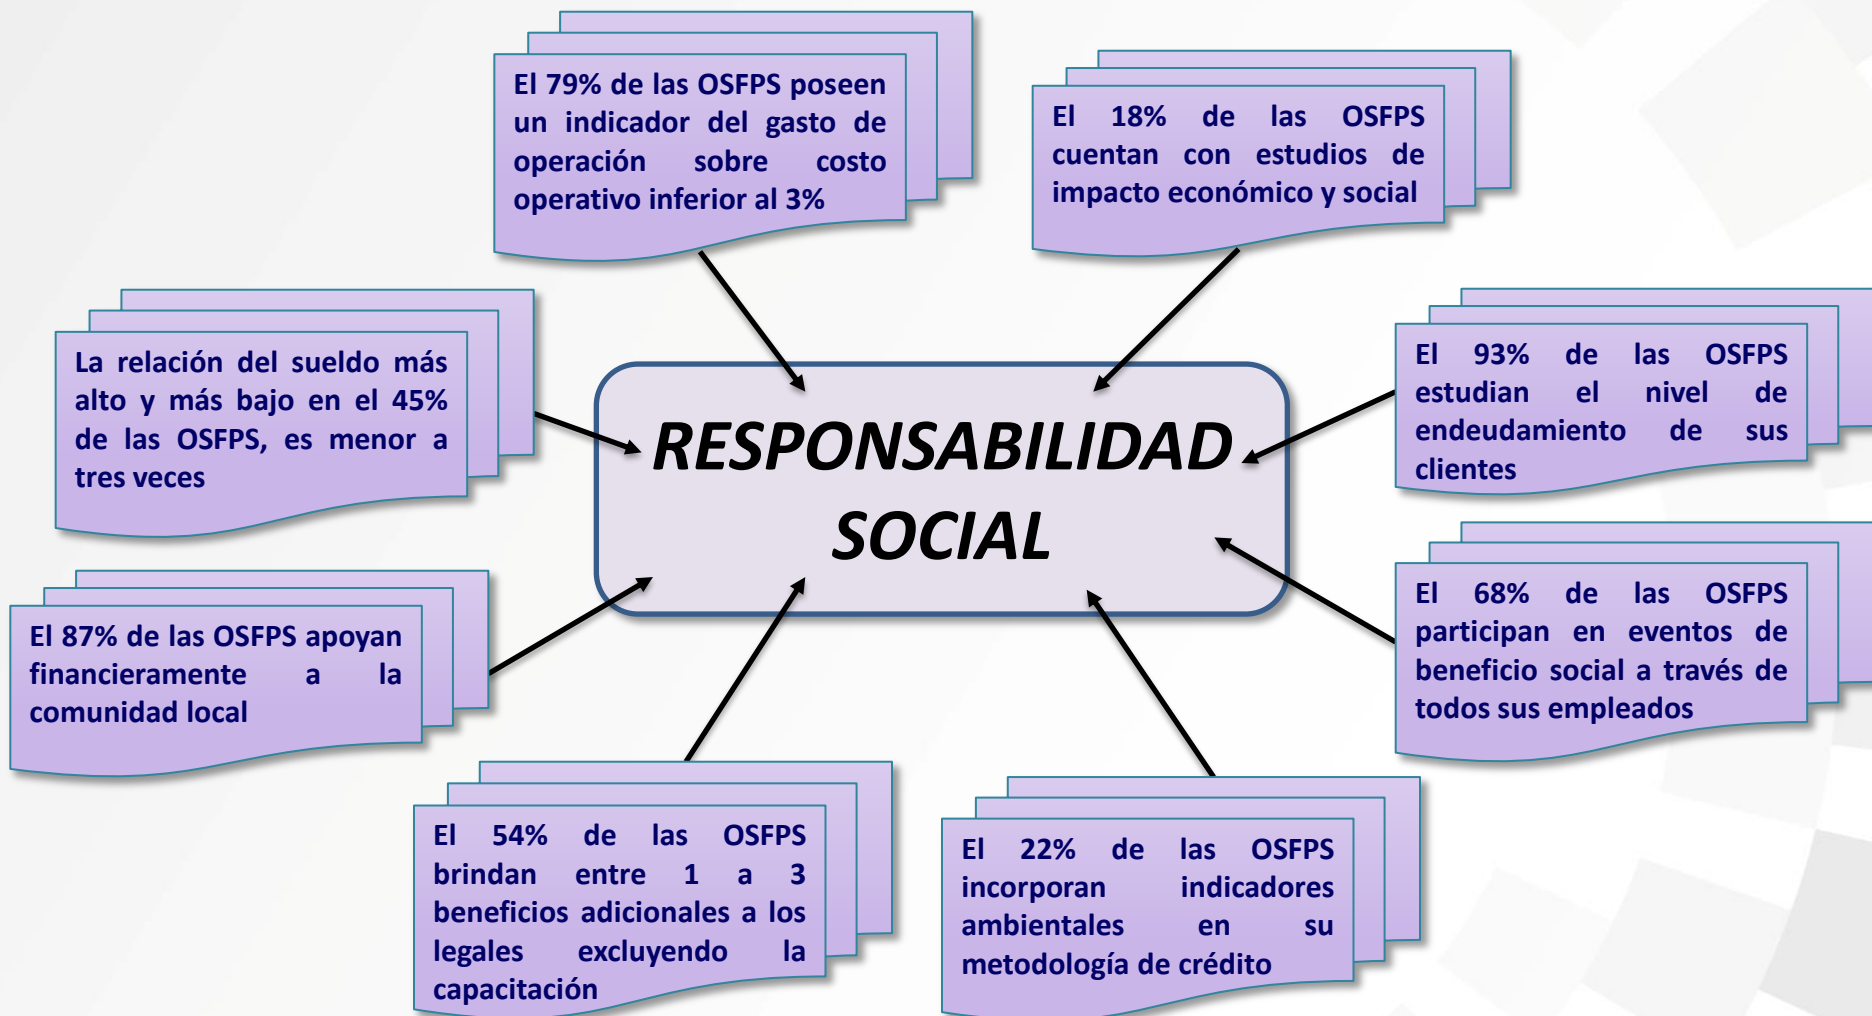 El 79% de las OSFPS poseen
un indicador del gasto de
operación sobre costo
operativo inferior al 3%
El 18% de las OSFPS
cuentan con estudios de
impacto económico y social
La relación del sueldo más
alto y más bajo en el 45%
de las OSFPS, es menor a
tres veces
RESPONSABILIDAD
SOCIAL
El 93% de las OSFPS
estudian el nivel de
endeudamiento de sus
clientes
El 87% de las OSFPS apoyan
financieramente a la
comunidad local
El 68% de las OSFPS
participan en eventos de
beneficio social a través de
todos sus empleados
El 54% de las OSFPS
brindan entre 1 a 3
beneficios adicionales a los
legales excluyendo la
capacitación
El 22% de las OSFPS
incorporan indicadores
ambientales en su
metodología de crédito